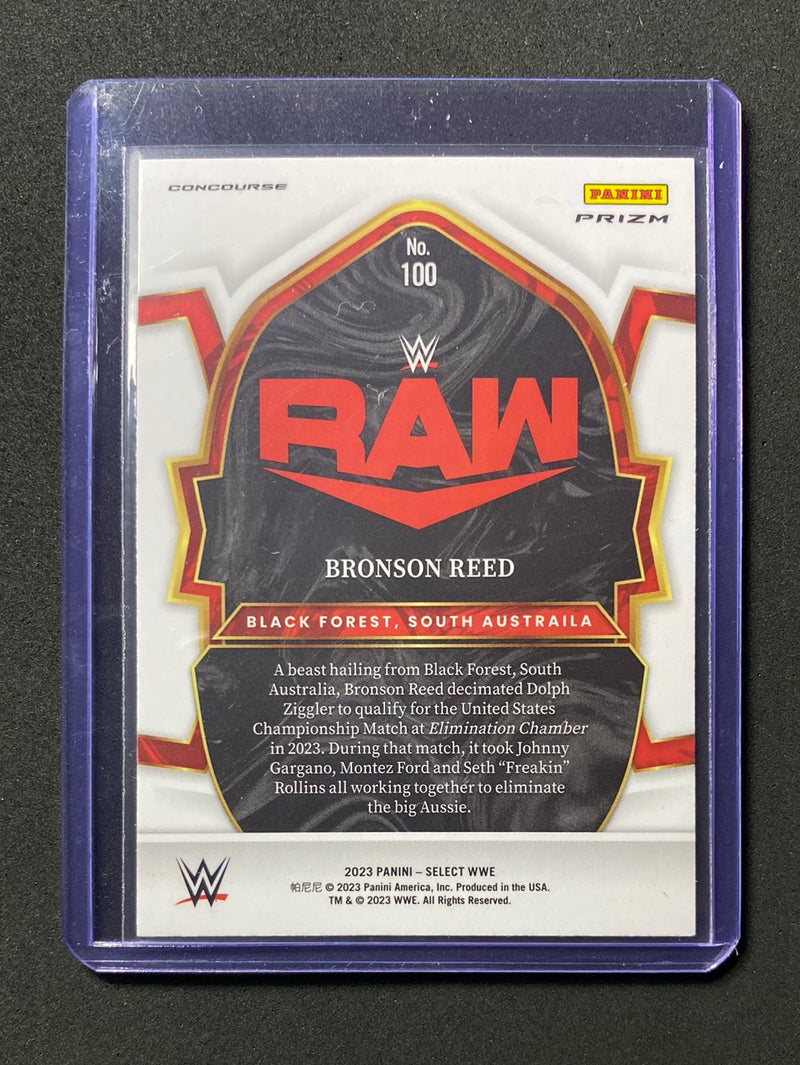 CONCOURSE
PANINI
PRIZM
No.
100
W
RAW
BRONSON REED
BLACK FOREST, SOUTH AUSTRAILA
A beast hailing from Black Forest, South
Australia, Bronson Reed decimated Dolph
Ziggler to qualify for the United States
Championship Match at Elimination Chamber
in 2023. During that match, it took Johnny
Gargano, Montez Ford and Seth “Freakin”
Rollins all working together to eliminate
the big Aussie.
W
2023 PANINI – SELECT WWE
帕尼尼 © 2023 Panini America, Inc. Produced in the USA.
TM & © 2023 WWE. All Rights Reserved.